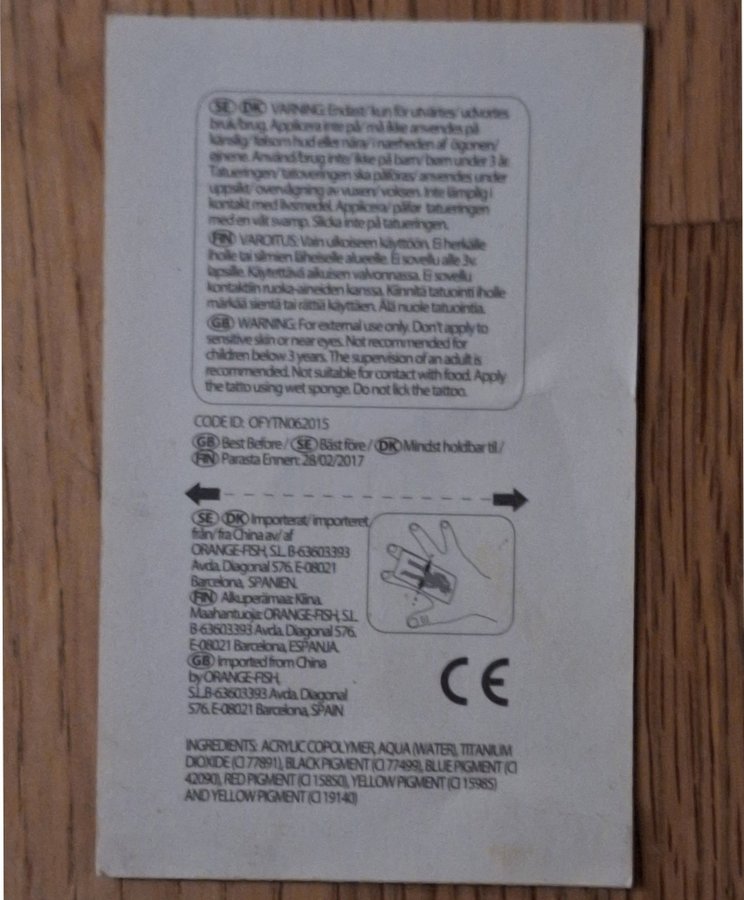 SE DK VARNING: Endast/ kun för utvärtes/ udvortes
bruk/brug. Applicera inte på/ må ikke anvendes på
känslig/ følsom hud eller nära/ i nærheden af ögonen/
øjnene. Använd/brug inte/ ikke på barn/ børn under 3 år.
Tatueringen/ tatoveringen ska påföras/ anvendes under
uppsikt/ overvågning av vuxen/ voksen. Inte lämplig i
kontakt med livsmedel. Applicera/ påfør tatueringen
med en våt svamp. Slicka inte på tatueringen.
FIN VAROITUS: Vain ulkoiseen käyttöön. Ei herkälle
iholle tai silmien läheiselle alueelle. Ei sovellu alle 3v.
lapsille. Käytettävä aikuisen valvonnassa. Ei sovellu
kontaktiin ruoka-aineiden kanssa. Kiinnitä tatuointi iholle
märkää sientä tai rättiä käyttäen. Älä nuole tatuointia.
GB WARNING: For external use only. Don't apply to
sensitive skin or near eyes. Not recommended for
children below 3 years. The supervision of an adult is
recommended. Not suitable for contact with food. Apply
the tatto using wet sponge. Do not lick the tattoo.
CODE ID: OFYTN062015
GB Best Before / SE Bäst före / DK Mindst holdbar til /
FIN Parasta Ennen: 28/02/2017
SE DK Importerat/ importeret
från/ fra China av/ af
ORANGE-FISH, S.L. B-63603393
Avda. Diagonal 576. E-08021
Barcelona, SPANIEN.
FIN Alkuperämaa: Kiina.
Maahantuoja: ORANGE-FISH, S.L.
B-63603393 Avda. Diagonal 576.
E-08021 Barcelona, ESPANJA.
GB Imported from China
by ORANGE-FISH,
S.L.B-63603393 Avda. Diagonal
576. E-08021 Barcelona, SPAIN
CE
INGREDIENTS: ACRYLIC COPOLYMER, AQUA (WATER), TITANIUM
DIOXIDE (CI 77891), BLACK PIGMENT (CI 77499), BLUE PIGMENT (CI
42090), RED PIGMENT (CI 15850), YELLOW PIGMENT (CI 15985)
AND YELLOW PIGMENT (CI 19140)